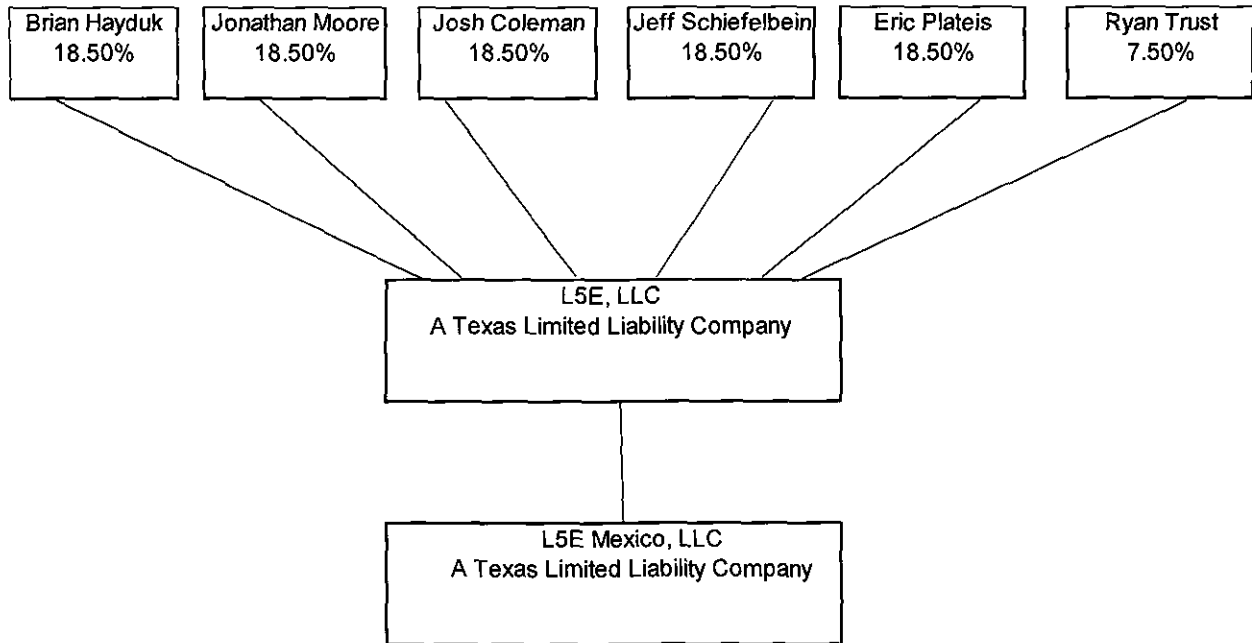 Brian Hayduk
18.50%
Jonathan Moore
18.50%
Josh Coleman
18.50%
Jeff Schiefelbein
18.50%
Eric Plateis
18.50%
Ryan Trust
7.50%
L5E, LLC
A Texas Limited Liability Company
L5E Mexico, LLC
A Texas Limited Liability Company